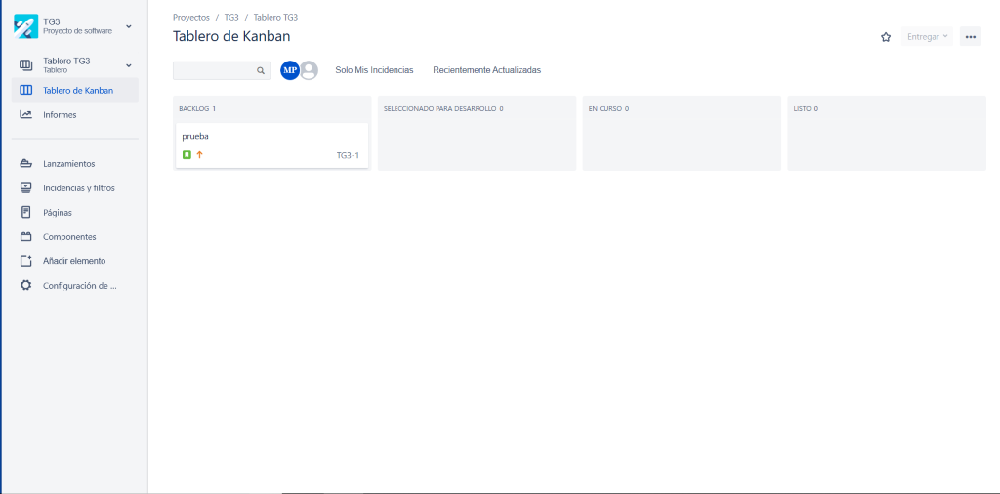 TG3
Proyecto de software
Tablero TG3
Tablero
Tablero de Kanban
Informes
Lanzamientos
Incidencias y filtros
Páginas
Componentes
Añadir elemento
Configuración de ...
Proyectos / TG3 / Tablero TG3
Tablero de Kanban
Entregar
MP
Solo Mis Incidencias
Recientemente Actualizadas
BACKLOG 1
SELECCIONADO PARA DESARROLLO 0
EN CURSO 0
LISTO 0
prueba
TG3-1